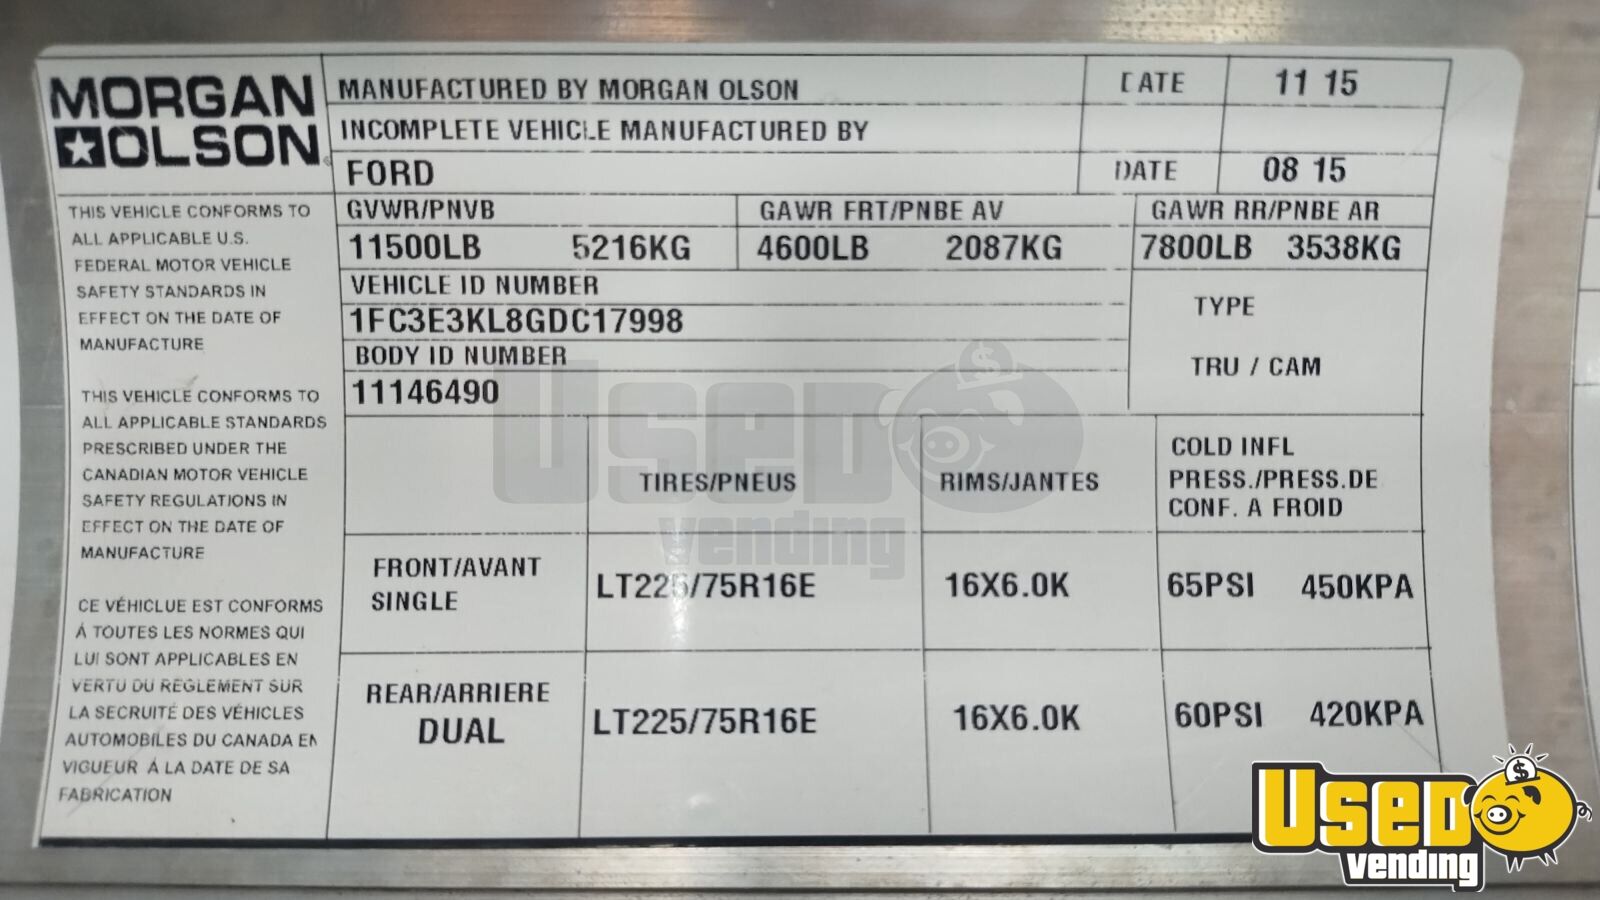 MORGAN
OLSON
MANUFACTURED BY MORGAN OLSON DATE 11 15
INCOMPLETE VEHICLE MANUFACTURED BY
FORD DATE 08 15
GVWR/PNVB GAWR FRT/PNBE AV GAWR RR/PNBE AR
11500LB 5216KG 4600LB 2087KG 7800LB 3538KG
VEHICLE ID NUMBER
1FC3E3KL8GDC17998
BODY ID NUMBER
11146490
TYPE
TRU / CAM
THIS VEHICLE CONFORMS TO
ALL APPLICABLE U.S.
FEDERAL MOTOR VEHICLE
SAFETY STANDARDS IN
EFFECT ON THE DATE OF
MANUFACTURE
THIS VEHICLE CONFORMS TO
ALL APPLICABLE STANDARDS
PRESCRIBED UNDER THE
CANADIAN MOTOR VEHICLE
SAFETY REGULATIONS IN
EFFECT ON THE DATE OF
MANUFACTURE
CE VÉHICLUE EST CONFORMS
Á TOUTES LES NORMES QUI
LUI SONT APPLICABLES EN
VERTU DU REGLEMENT SUR
LA SECRUITÉ DES VÉHICLES
AUTOMOBILES DU CANADA EN
VIGUEUR Á LA DATE DE SA
FABRICATION
TIRES/PNEUS RIMS/JANTES
COLD INFL
PRESS./PRESS.DE
CONF. A FROID
FRONT/AVANT
SINGLE
LT225/75R16E 16X6.0K 65PSI 450KPA
REAR/ARRIERE
DUAL
LT225/75R16E 16X6.0K 60PSI 420KPA
USED
vending
USED
vending